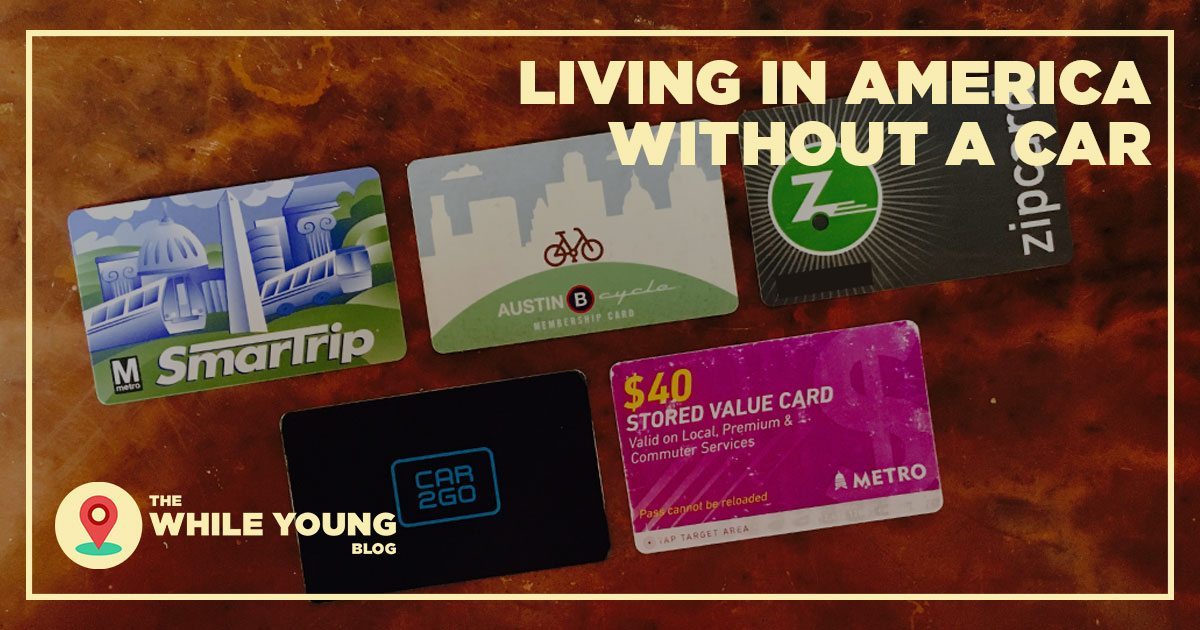 LIVING IN AMERICA
WITHOUT A CAR
SmarTrip
M
metro
AUSTIN B cycle
MEMBERSHIP CARD
Z
zipcard
CAR
2GO
$40
STORED VALUE CARD
Valid on Local, Premium &
Commuter Services
METRO
Pass cannot be reloaded
TAP TARGET AREA
THE
WHILE YOUNG
BLOG